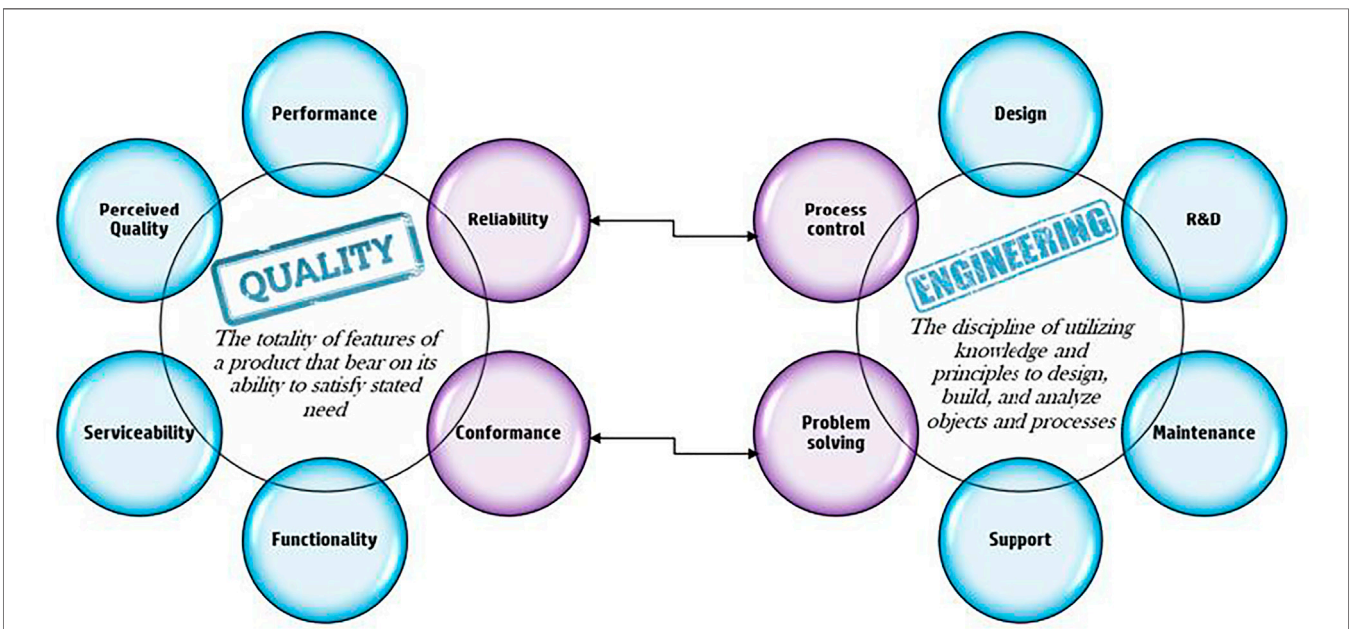 Performance
Perceived
Quality
Reliability
QUALITY
The totality of features of
a product that bear on its
ability to satisfy stated
need
Serviceability
Conformance
Functionality
Design
Process
control
R&D
ENGINEERING
The discipline of utilizing
knowledge and
principles to design,
build, and analyze
objects and processes
Problem
solving
Maintenance
Support